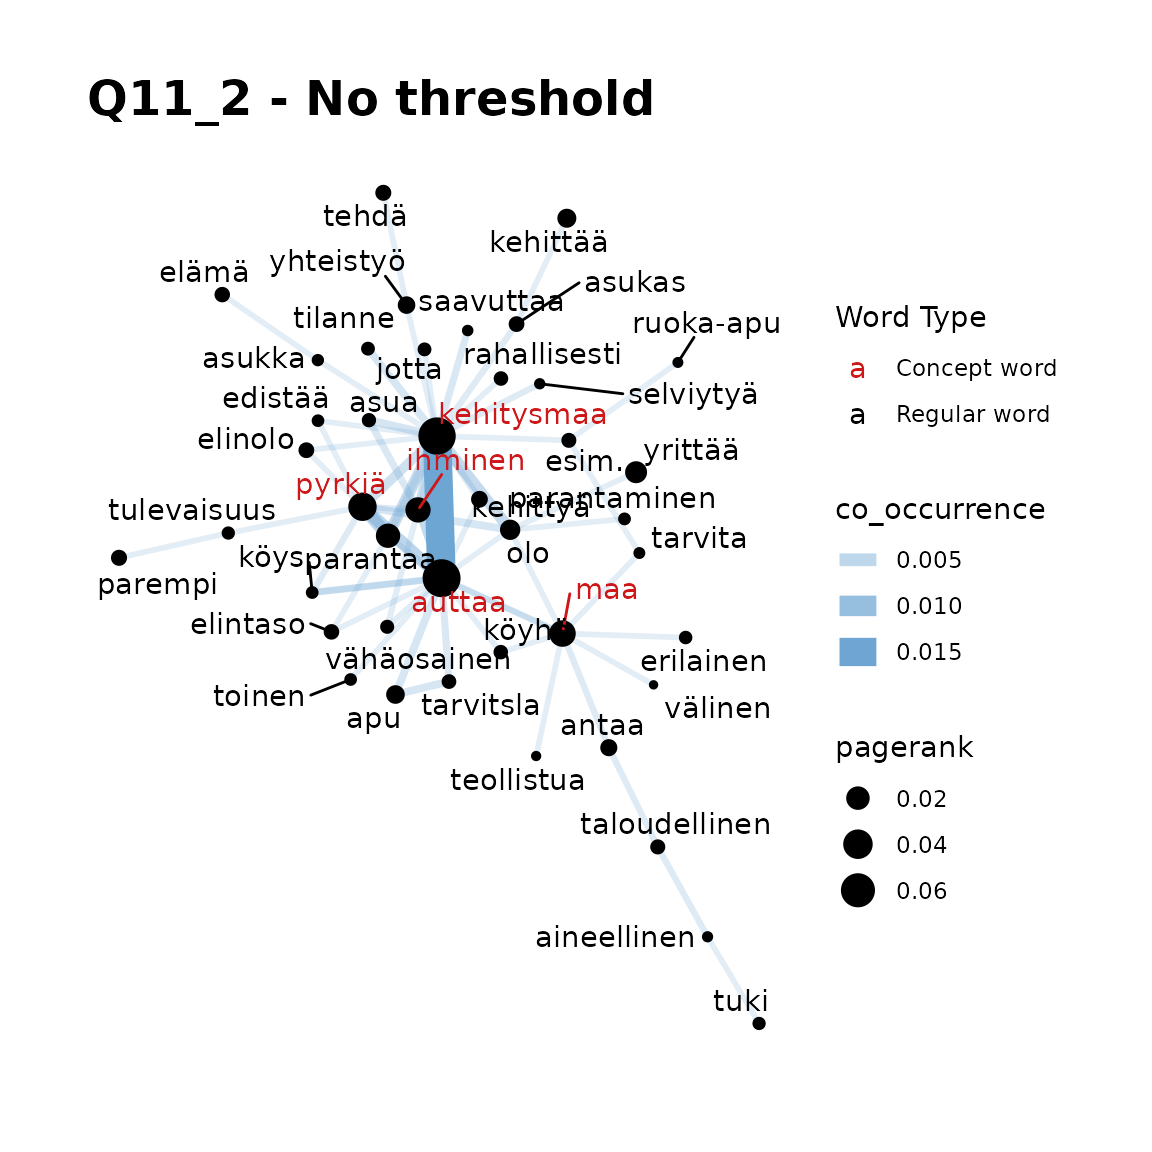 Q11_2 - No threshold
tehdä
kehittää
yhteistyö
elämä
asukas
saavuttaa
tilanne
ruoka-apu
asukka
rahallisesti
jotta
edistää
asua
selviytyä
kehitysmaa
elinolo
yrittää
ihminen
esim.
pyrkiä
parantaminen
kehittyä
tulevaisuus
tarvita
olo
köys
parantaa
parempi
maa
auttaa
elintaso
köyhä
vähäosainen
erilainen
toinen
tarvitsla
välinen
apu
antaa
teollistua
taloudellinen
aineellinen
tuki
Word Type
a Concept word
a Regular word
co_occurrence
0.005
0.010
0.015
pagerank
0.02
0.04
0.06